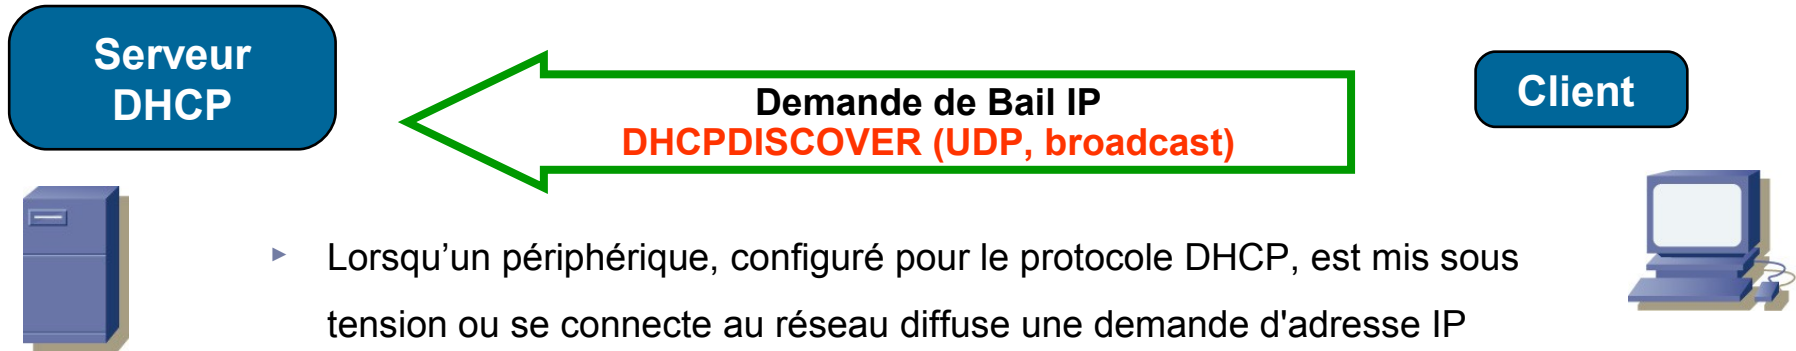 Serveur
DHCP
Demande de Bail IP
DHCPDISCOVER (UDP, broadcast)
Client
Lorsqu’un périphérique, configuré pour le protocole DHCP, est mis sous
tension ou se connecte au réseau diffuse une demande d'adresse IP